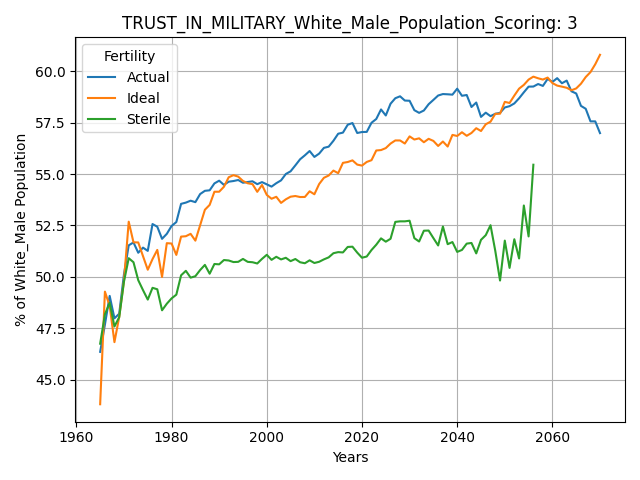 TRUST_IN_MILITARY_White_Male_Population_Scoring: 3
Fertility
Actual
Ideal
Sterile
% of White_Male Population
60.0
57.5
55.0
52.5
50.0
47.5
45.0
1960
1980
2000
2020
2040
2060
Years